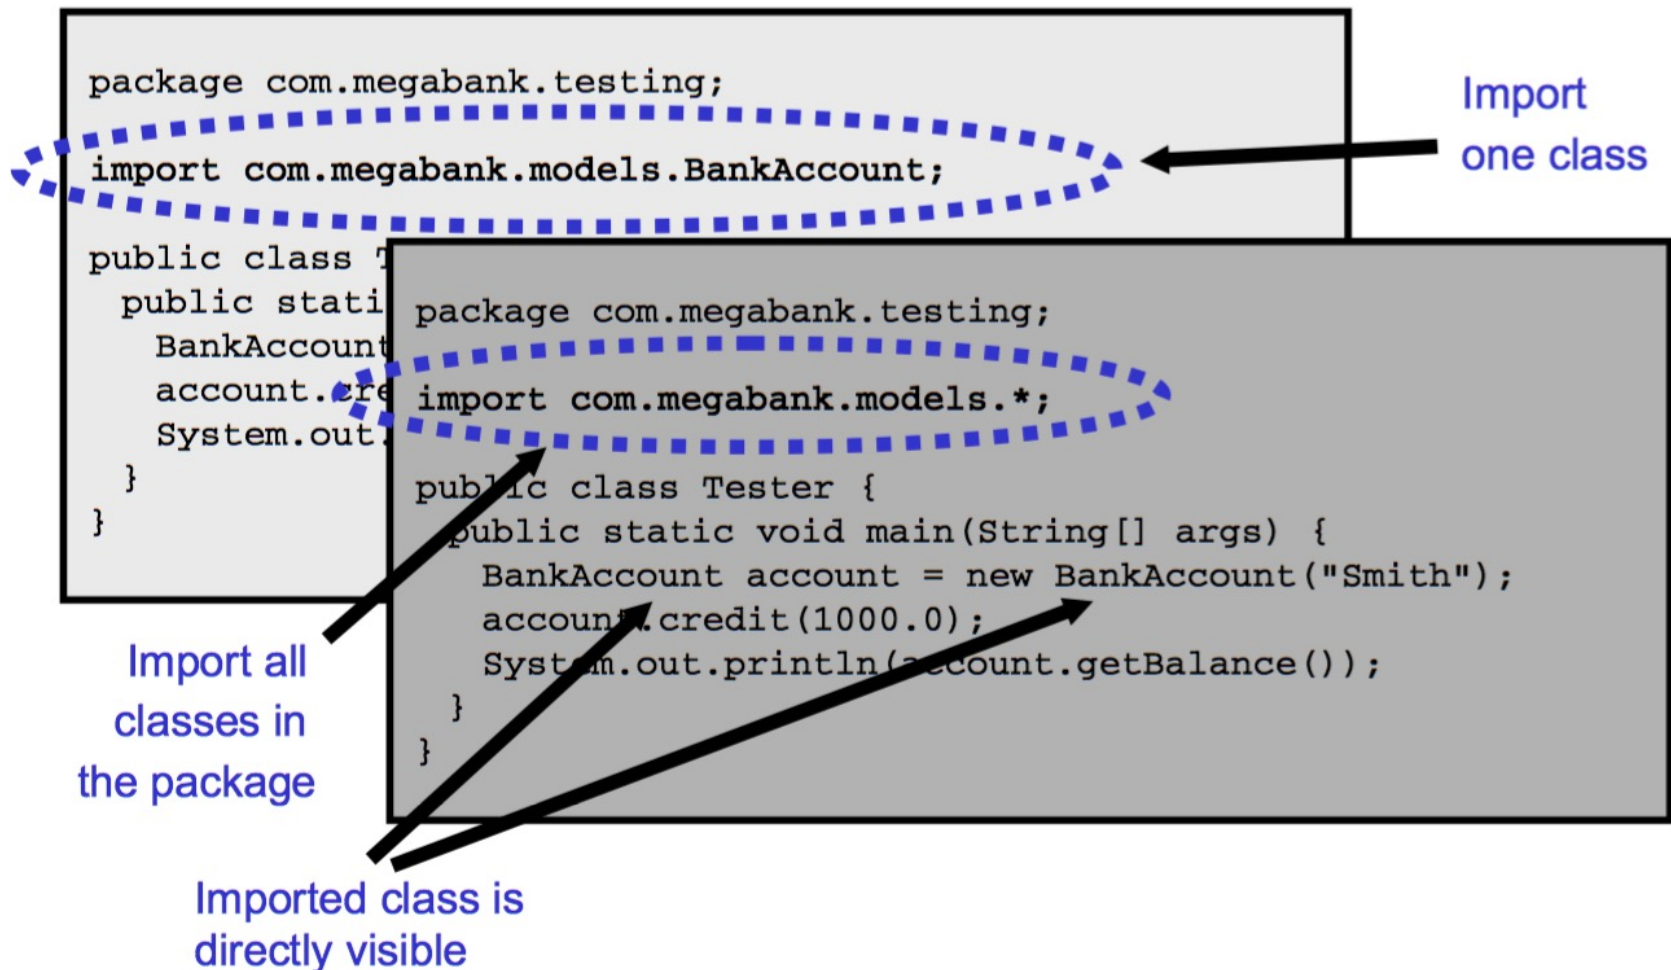 package com.megabank.testing;
import com.megabank.models.BankAccount;
public class T
public stati
BankAccount
account.cre
System.out.
}
}
Import
one class
package com.megabank.testing;
import com.megabank.models.*;
public class Tester {
public static void main(String[] args) {
BankAccount account = new BankAccount("Smith");
account.credit(1000.0);
System.out.println(account.getBalance());
}
}
Import all
classes in
the package
Imported class is
directly visible